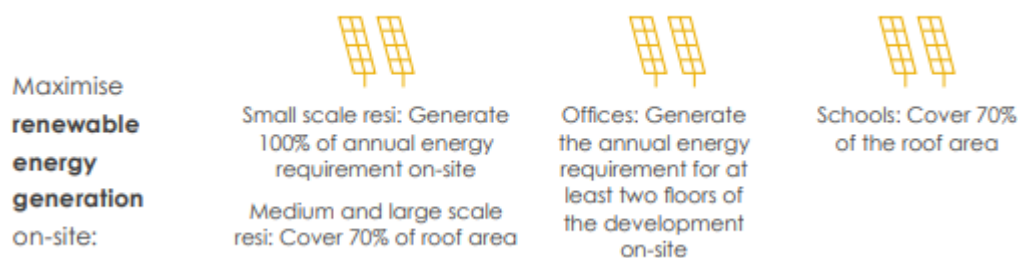 Maximise
renewable
energy
generation
on-site:
Small scale resi: Generate
100% of annual energy
requirement on-site
Medium and large scale
resi: Cover 70% of roof area
Offices: Generate
the annual energy
requirement for at
least two floors of
the development
on-site
Schools: Cover 70%
of the roof area